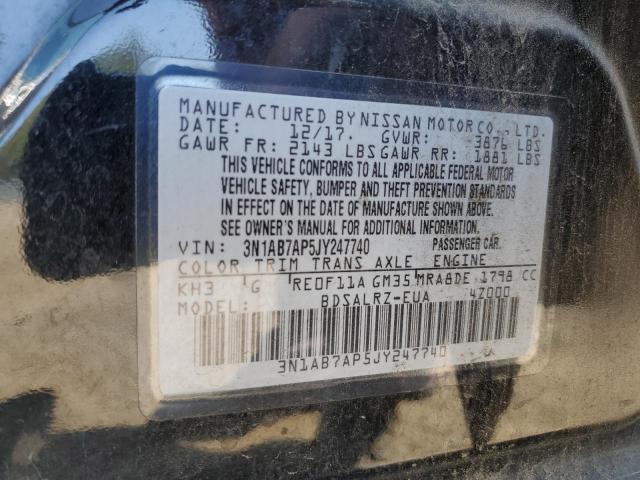 MANUFACTURED BY NISSAN MOTOR CO., LTD.
DATE: 12/17. GVWR: 3876 LBS
GAWR FR: 2143 LBS GAWR RR: 1881 LBS
THIS VEHICLE CONFORMS TO ALL APPLICABLE FEDERAL MOTOR
VEHICLE SAFETY, BUMPER AND THEFT PREVENTION STANDARDS
IN EFFECT ON THE DATE OF MANUFACTURE SHOWN ABOVE.
SEE OWNER'S MANUAL FOR ADDITIONAL INFORMATION.
VIN: 3N1AB7AP5JY247740 PASSENGER CAR.
COLOR TRIM TRANS AXLE ENGINE
KH3 G RE0F11A GM35 MRA8DE 1798 CC
MODEL: BDSALRZ-EUA 4Z000
3N1AB7AP5JY247740